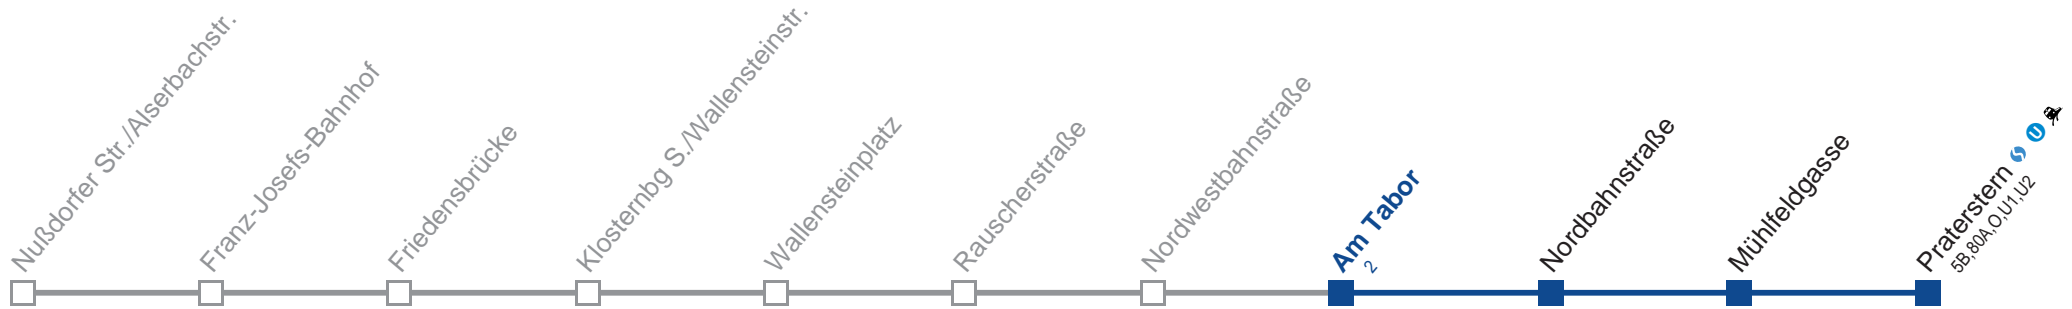 Nußdorfer Str./Alserbachstr.
Franz-Josefs-Bahnhof
Friedensbrücke
Klosternbg S./Wallensteinstr.
Wallensteinplatz
Rauscherstraße
Nordwestbahnstraße
Am Tabor
2
Nordbahnstraße
Mühlfeldgasse
Praterstern S U
5B,80A,O,U1,U2